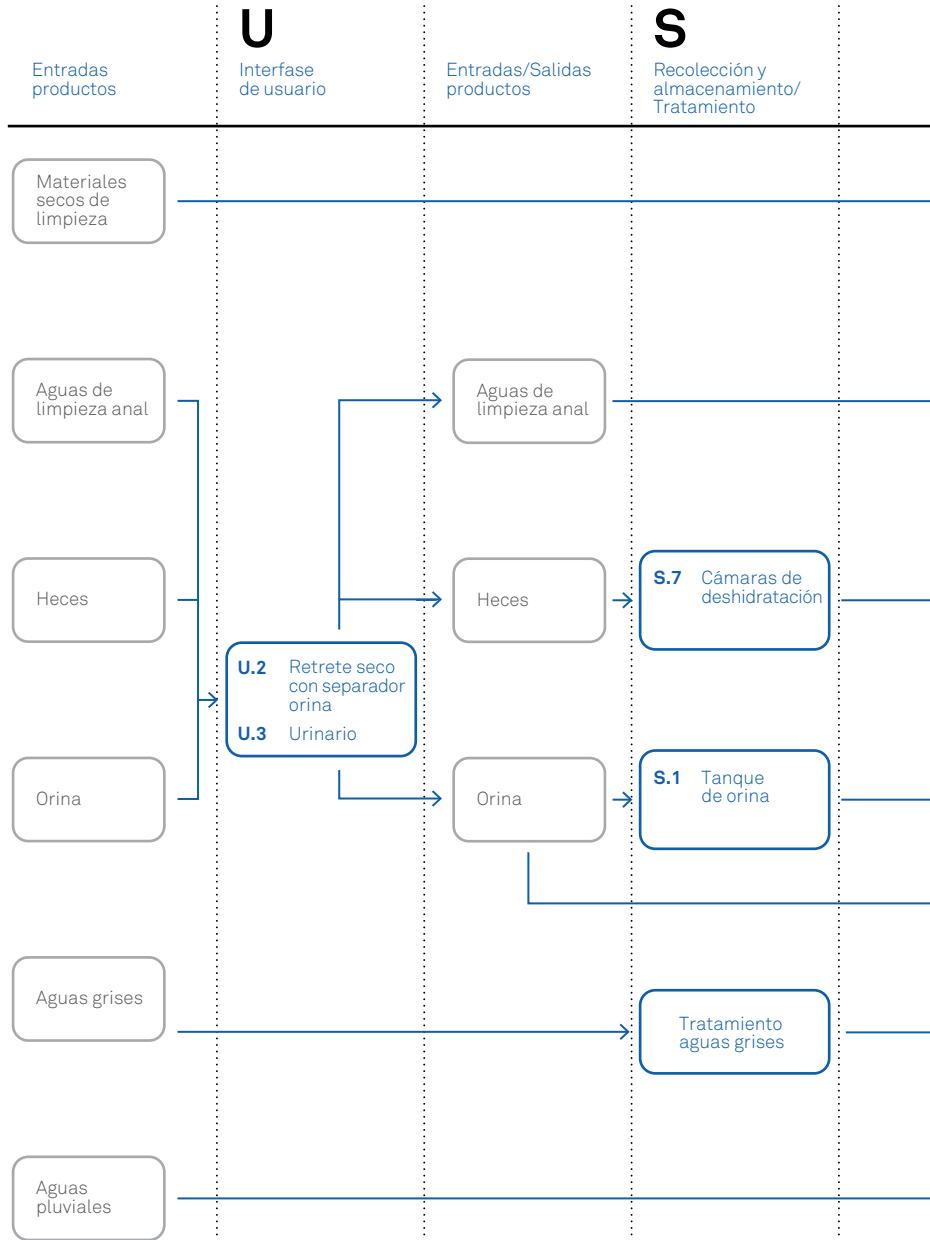 U
S
Entradas
productos
Interfase
de usuario
Entradas/Salidas
productos
Recolección y
almacenamiento/
Tratamiento
Materiales
secos de
limpieza
Aguas de
limpieza anal
Aguas de
limpieza anal
Heces
Heces
S.7 Cámaras de
deshidratación
U.2 Retrete seco
con separador
orina
U.3 Urinario
Orina
Orina
S.1 Tanque
de orina
Aguas grises
Tratamiento
aguas grises
Aguas
pluviales